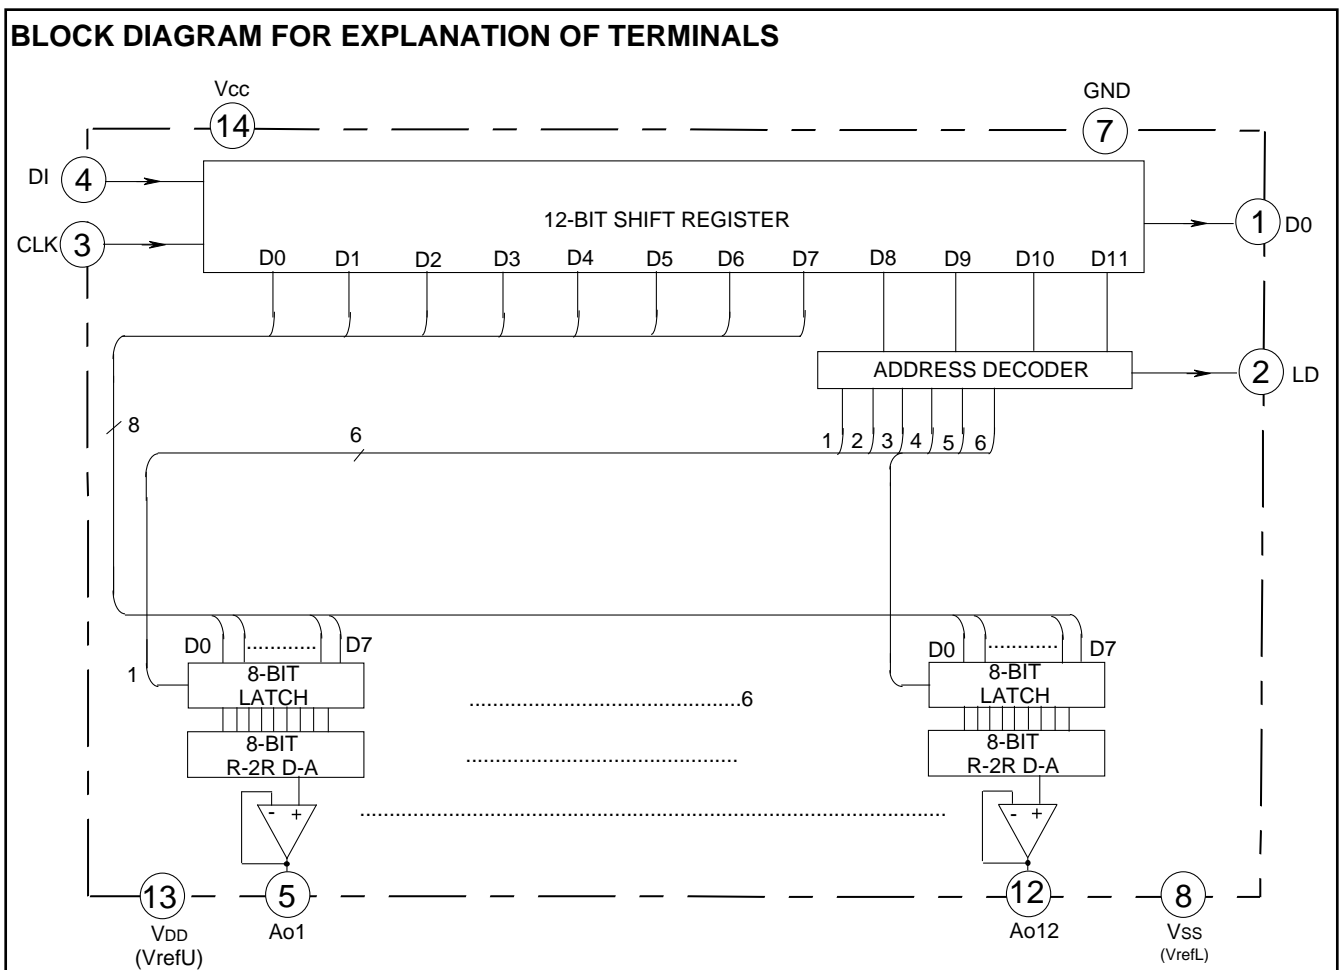 BLOCK DIAGRAM FOR EXPLANATION OF TERMINALS
Vcc
14
GND
7
DI 4
12-BIT SHIFT REGISTER
1 D0
CLK 3
D0 D1 D2 D3 D4 D5 D6 D7 D8 D9 D10 D11
ADDRESS DECODER
2 LD
8
6
1 2 3 4 5 6
D0 ............ D7
D0 ............ D7
1
8-BIT
LATCH
8-BIT
LATCH
........................................6
8-BIT
R-2R D-A
8-BIT
R-2R D-A
........................................
- +
- +
........................................................................................
13
5
12
8
VDD
(VrefU)
Ao1
Ao12
VSS
(VrefL)